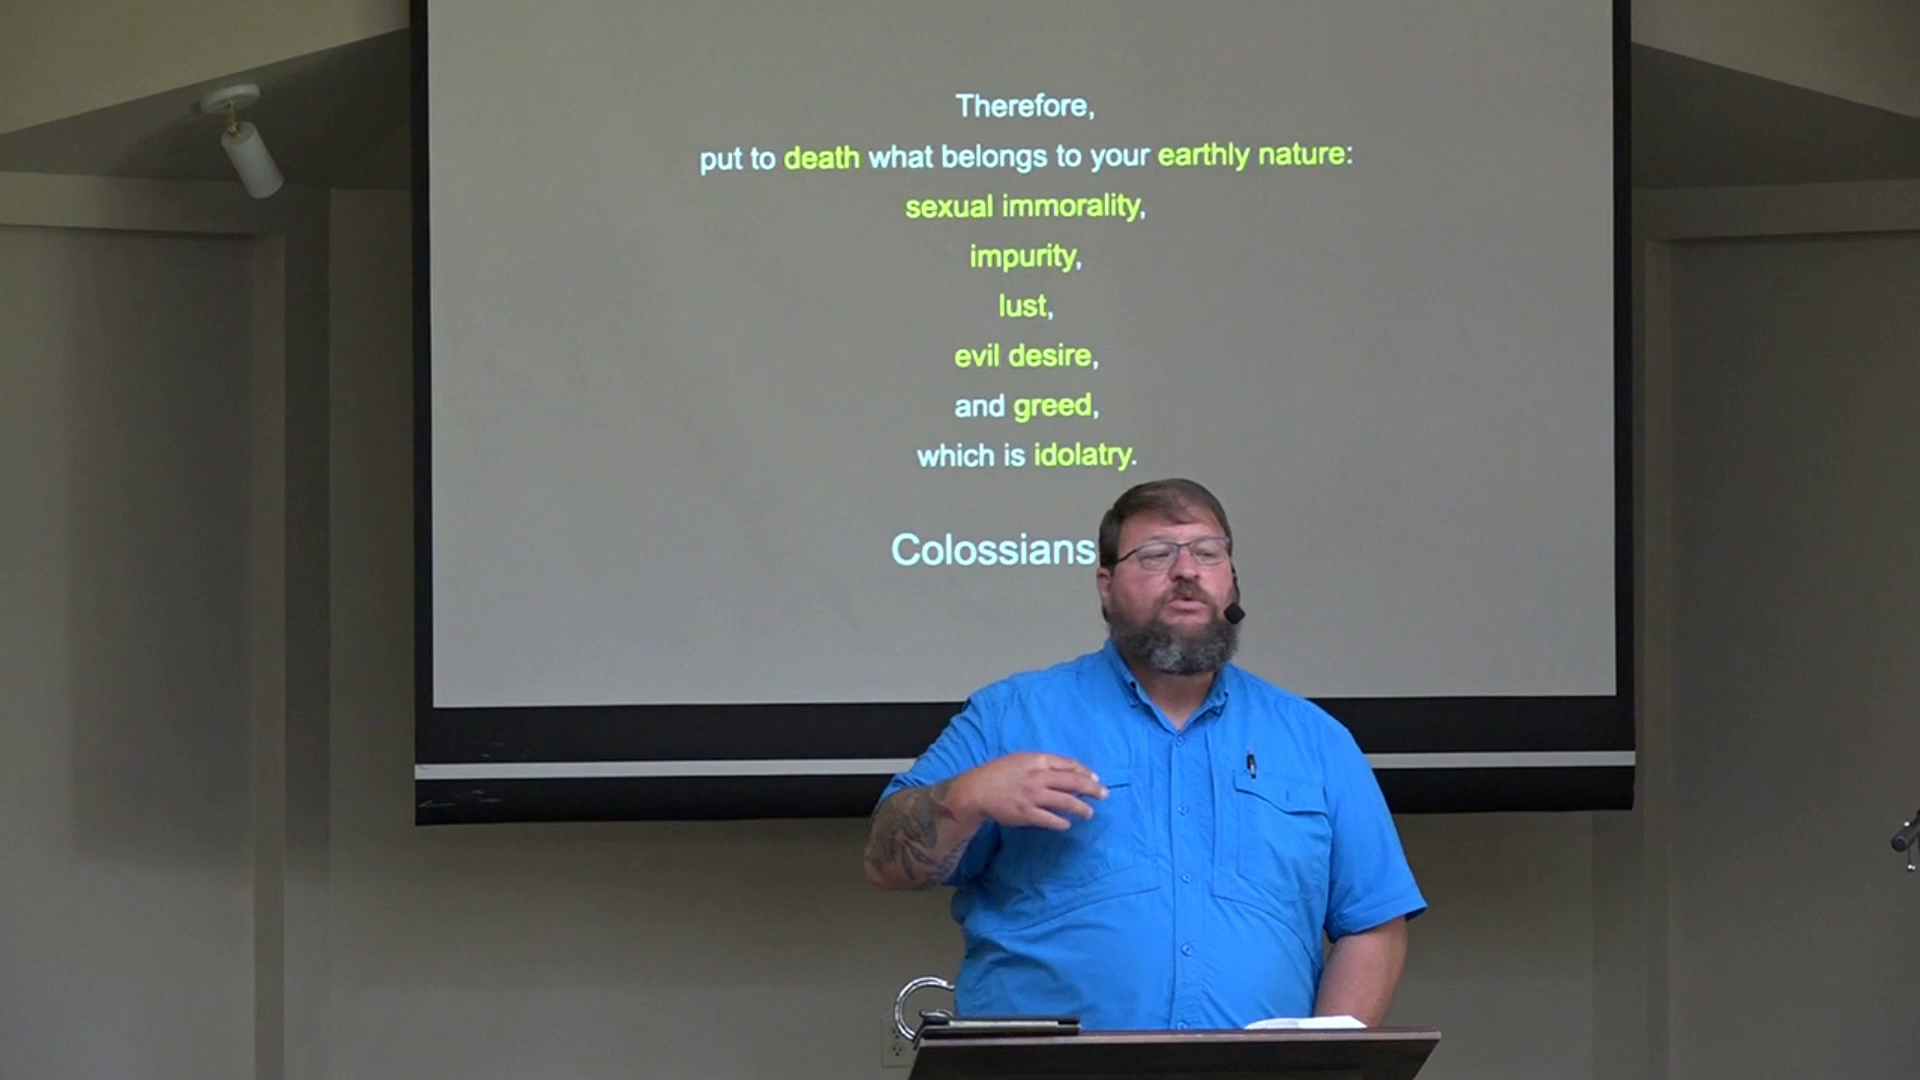 Therefore,
put to death what belongs to your earthly nature:
sexual immorality,
impurity,
lust,
evil desire,
and greed,
which is idolatry.
Colossians